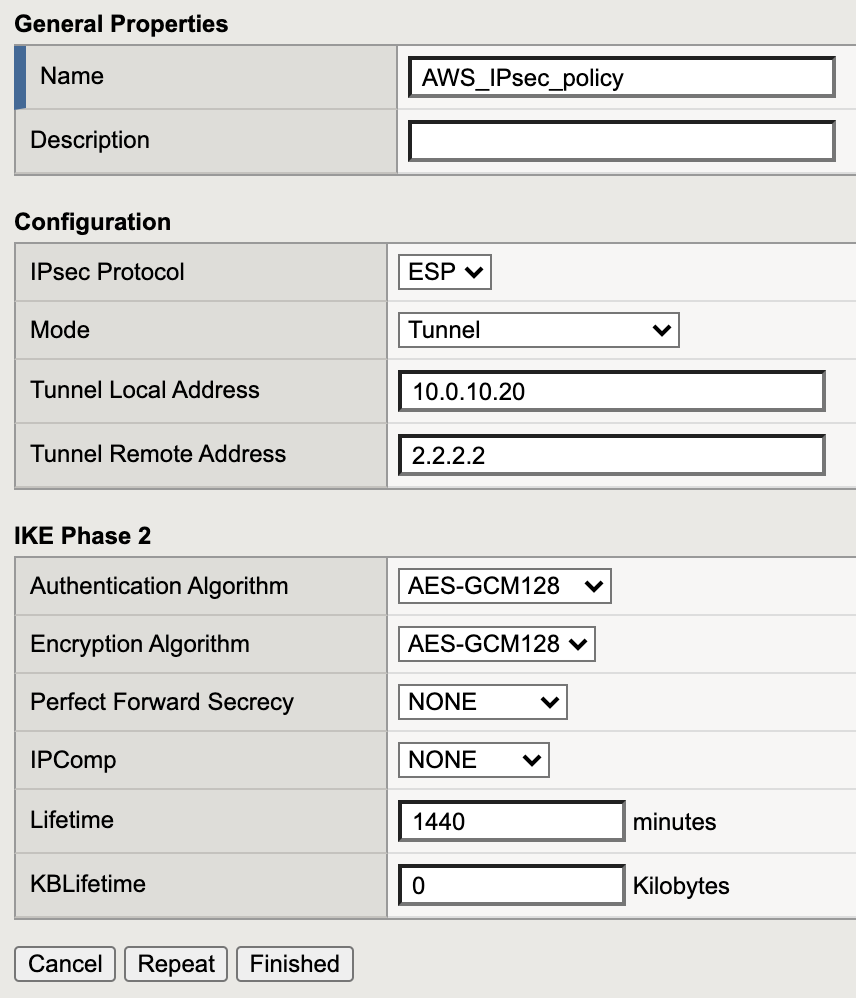 General Properties
Name AWS_IPsec_policy
Description
Configuration
IPsec Protocol ESP
Mode Tunnel
Tunnel Local Address 10.0.10.20
Tunnel Remote Address 2.2.2.2
IKE Phase 2
Authentication Algorithm AES-GCM128
Encryption Algorithm AES-GCM128
Perfect Forward Secrecy NONE
IPComp NONE
Lifetime 1440 minutes
KBLifetime 0 Kilobytes
Cancel Repeat Finished